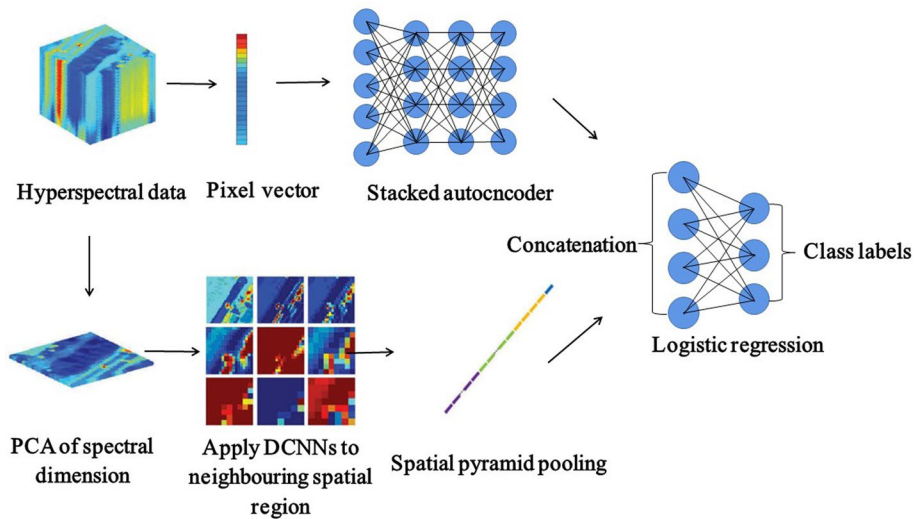 Hyperspectral data
Pixel vector
Stacked autocncoder
Concatenation
Class labels
Logistic regression
PCA of spectral
dimension
Apply DCNNs to
neighbouring spatial
region
Spatial pyramid pooling